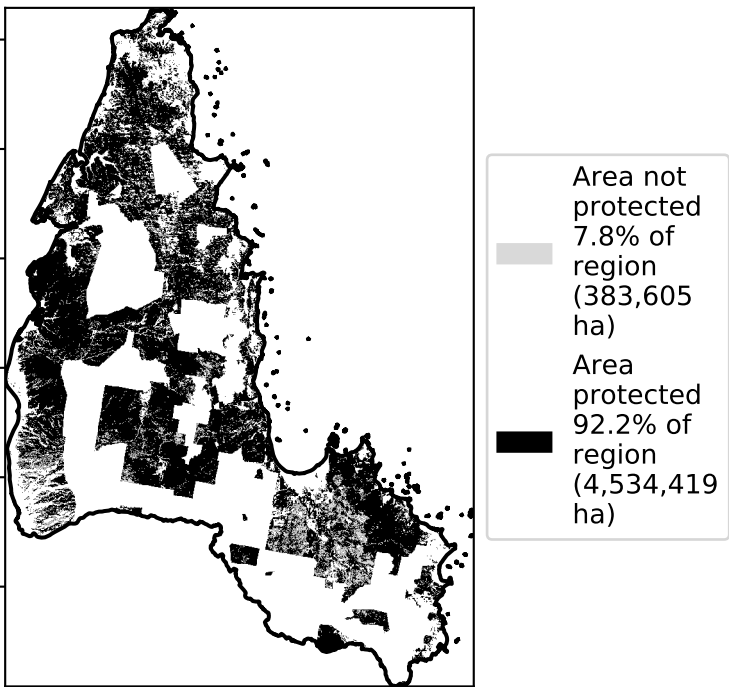 Area not
protected
7.8% of
region
(383,605
ha)
Area
protected
92.2% of
region
(4,534,419
ha)